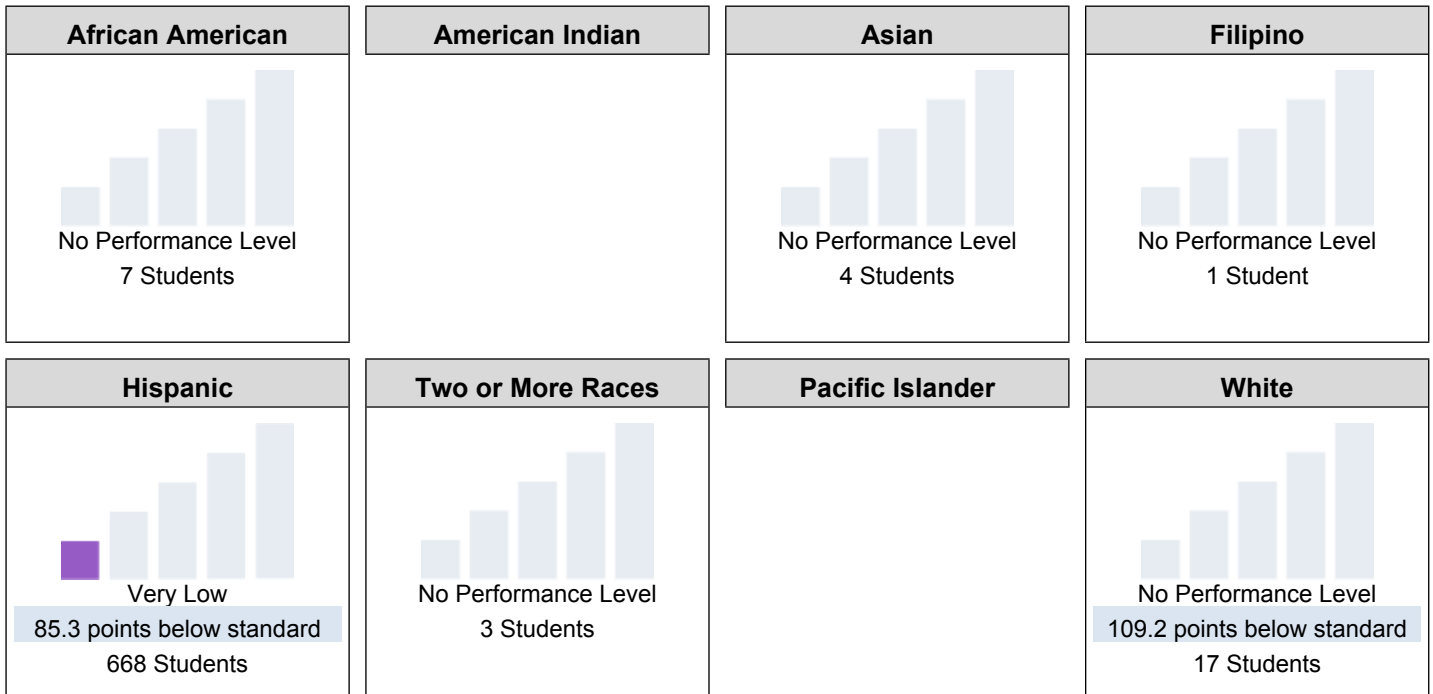 African American
No Performance Level
7 Students
American Indian
Asian
No Performance Level
4 Students
Filipino
No Performance Level
1 Student
Hispanic
Very Low
85.3 points below standard
668 Students
Two or More Races
No Performance Level
3 Students
Pacific Islander
White
No Performance Level
109.2 points below standard
17 Students